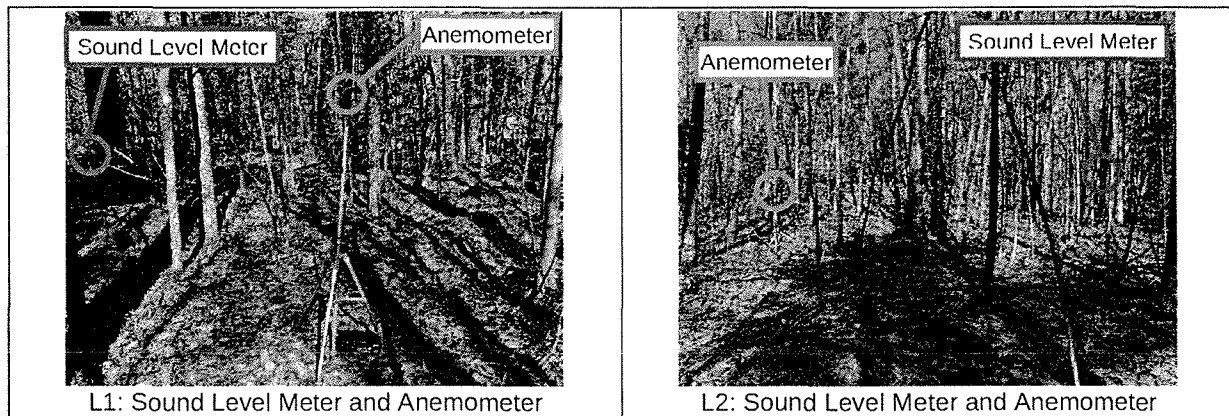 Sound Level Meter
Anemometer
L1: Sound Level Meter and Anemometer
Anemometer
Sound Level Meter
L2: Sound Level Meter and Anemometer